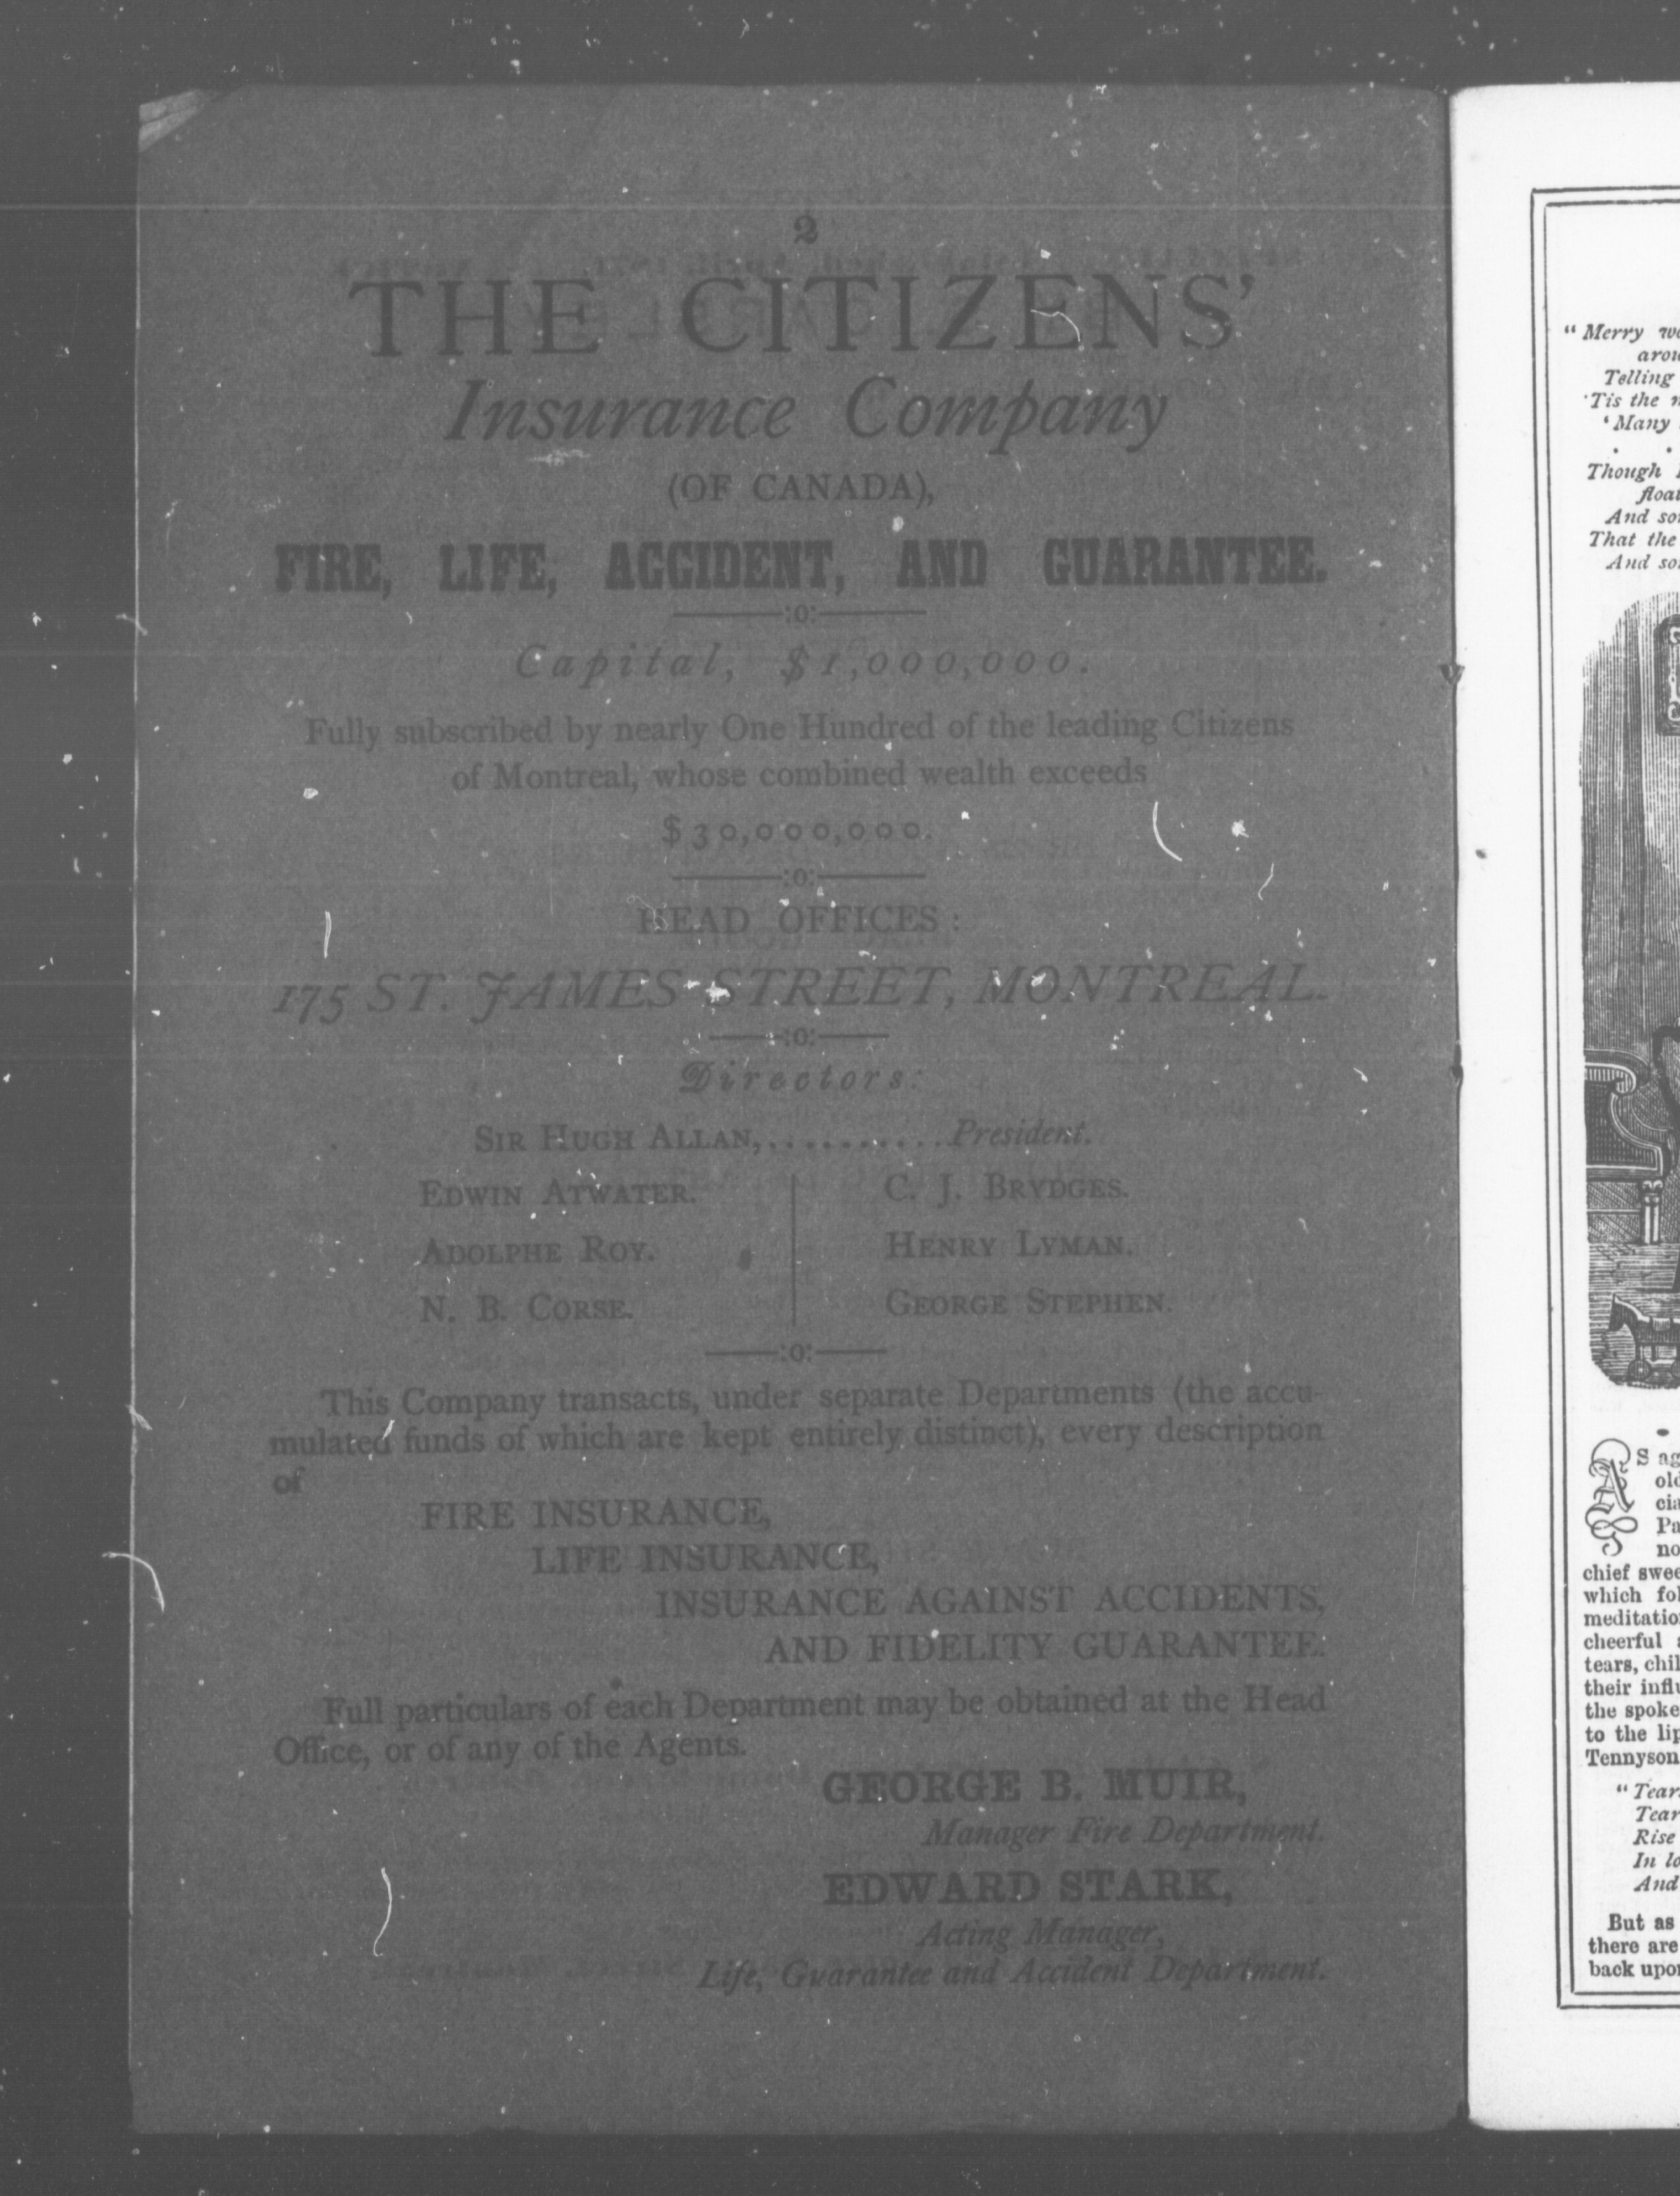 2
THE CITIZENS'
Insurance Company
(OF CANADA),
FIRE, LIFE, ACCIDENT, AND GUARANTEE.
:o:
Capital, $1,000,000.
Fully subscribed by nearly One Hundred of the leading Citizens
of Montreal, whose combined wealth exceeds
$30,000,000.
:o:
HEAD OFFICES:
175 ST. JAMES STREET, MONTREAL.
:o:
Directors:
SIR HUGH ALLAN,...........President.
EDWIN ATWATER.
ADOLPHE ROY.
N. B. CORSE.
C. J. BRYDGES.
HENRY LYMAN.
GEORGE STEPHEN.
:o:
This Company transacts, under separate Departments (the accu-
mulated funds of which are kept entirely distinct), every description
of
FIRE INSURANCE,
LIFE INSURANCE,
INSURANCE AGAINST ACCIDENTS,
AND FIDELITY GUARANTEE.
Full particulars of each Department may be obtained at the Head
Office, or of any of the Agents.
GEORGE B. MUIR,
Manager Fire Department.
EDWARD STARK,
Acting Manager,
Life, Guarantee and Accident Department.
"Merry
Telling
'Tis the
'Many
Though
And
That the
And
AS
chief
which
cheerful
tears,
their
the
to the
Tennyson
"
Rise
In
And
But as
there are
back